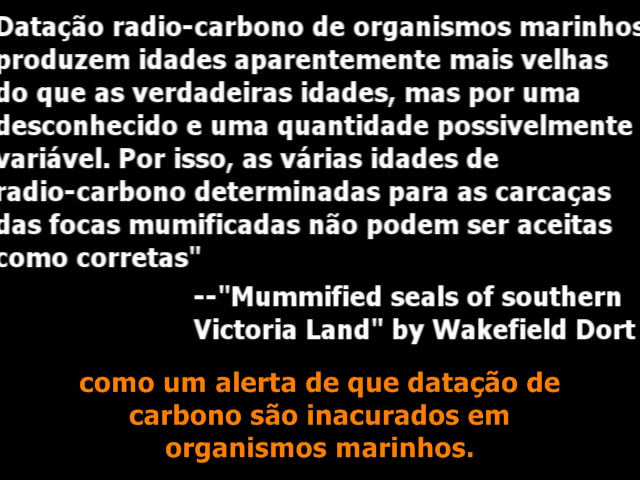 Datação radio-carbono de organismos marinhos
produzem idades aparentemente mais velhas
do que as verdadeiras idades, mas por uma
desconhecido e uma quantidade possivelmente
variável. Por isso, as várias idades de
radio-carbono determinadas para as carcaças
das focas mumificadas não podem ser aceitas
como corretas"
--"Mummified seals of southern
Victoria Land" by Wakefield Dort
como um alerta de que datação de
carbono são inacurados em
organismos marinhos.